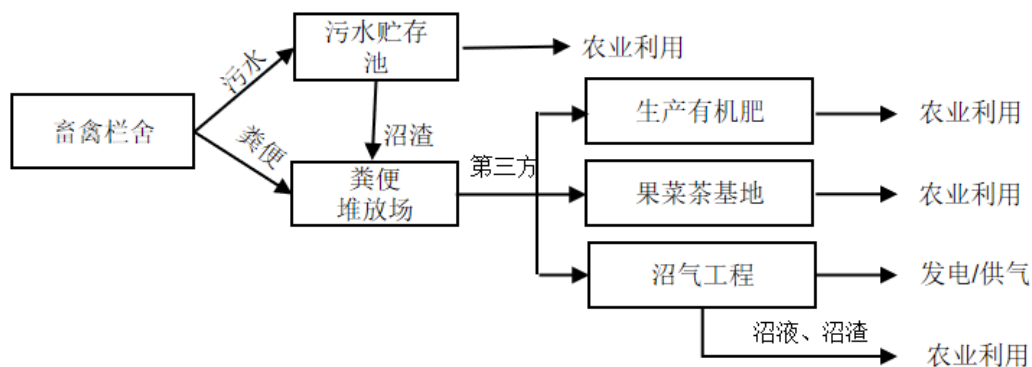 污水贮存
池
农业利用
污水
畜禽栏舍
粪便
沼渣
粪便
堆放场
第三方
生产有机肥
农业利用
果菜茶基地
农业利用
沼气工程
发电/供气
沼液、沼渣
农业利用